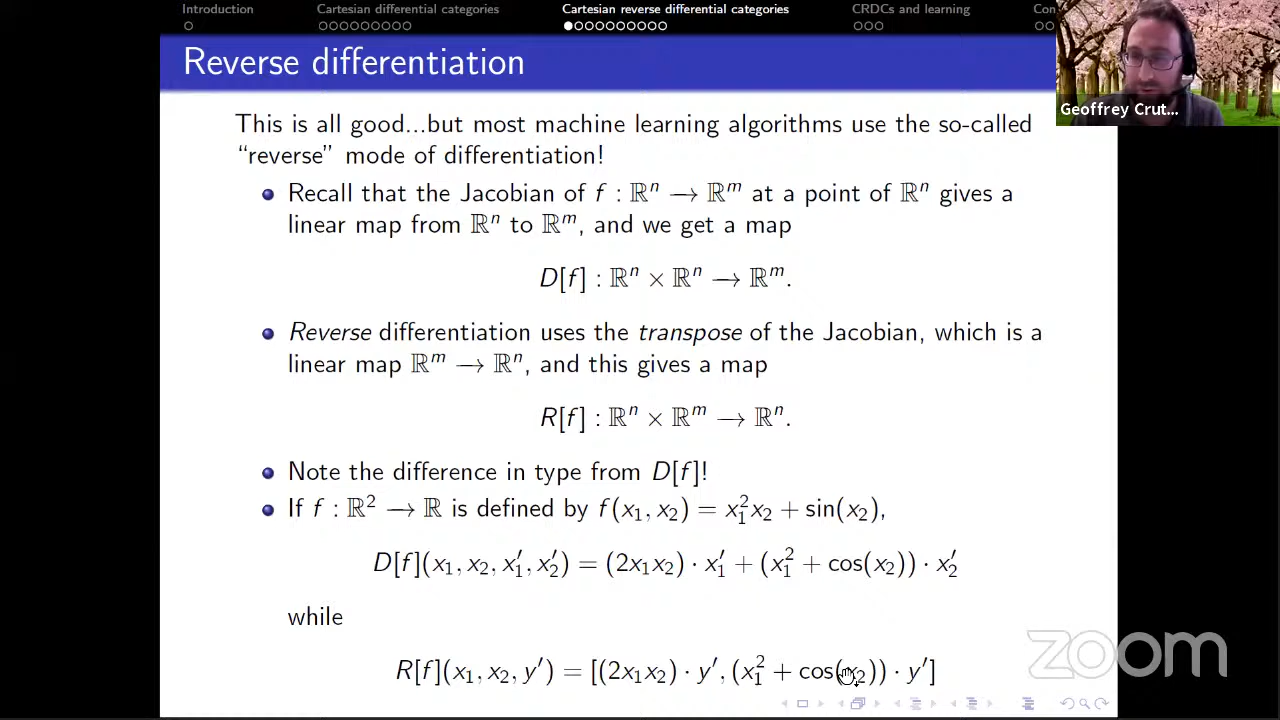 Introduction Cartesian differential categories Cartesian reverse differential categories CRDCs and learning Con
Geoffrey Crut...
Reverse differentiation
This is all good...but most machine learning algorithms use the so-called
“reverse” mode of differentiation!
Recall that the Jacobian of f : ℝⁿ → ℝᵐ at a point of ℝⁿ gives a
linear map from ℝⁿ to ℝᵐ, and we get a map
D[f] : ℝⁿ × ℝⁿ → ℝᵐ.
Reverse differentiation uses the transpose of the Jacobian, which is a
linear map ℝᵐ → ℝⁿ, and this gives a map
R[f] : ℝⁿ × ℝᵐ → ℝⁿ.
Note the difference in type from D[f]!
If f : ℝ² → ℝ is defined by f(x₁, x₂) = x₁²x₂ + sin(x₂),
D[f](x₁, x₂, x₁′, x₂′) = (2x₁x₂) · x₁′ + (x₁² + cos(x₂)) · x₂′
while
R[f](x₁, x₂, y′) = [(2x₁x₂) · y′, (x₁² + cos(x₂)) · y′]
zoom